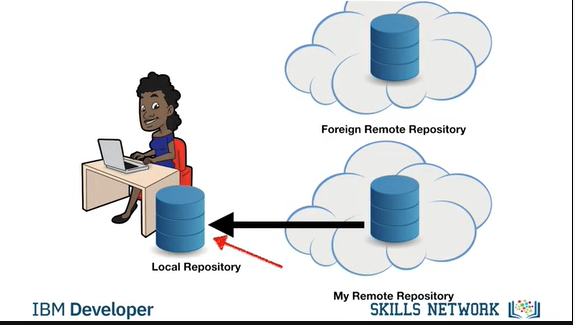 Foreign Remote Repository
Local Repository
My Remote Repository
IBM Developer
SKILLS NETWORK